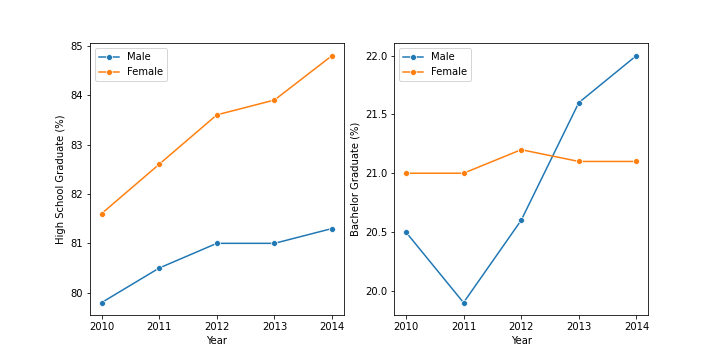 85
84
83
82
81
80
High School Graduate (%)
Male
Female
2010 2011 2012 2013 2014
Year
22.0
21.5
21.0
20.5
20.0
Bachelor Graduate (%)
Male
Female
2010 2011 2012 2013 2014
Year